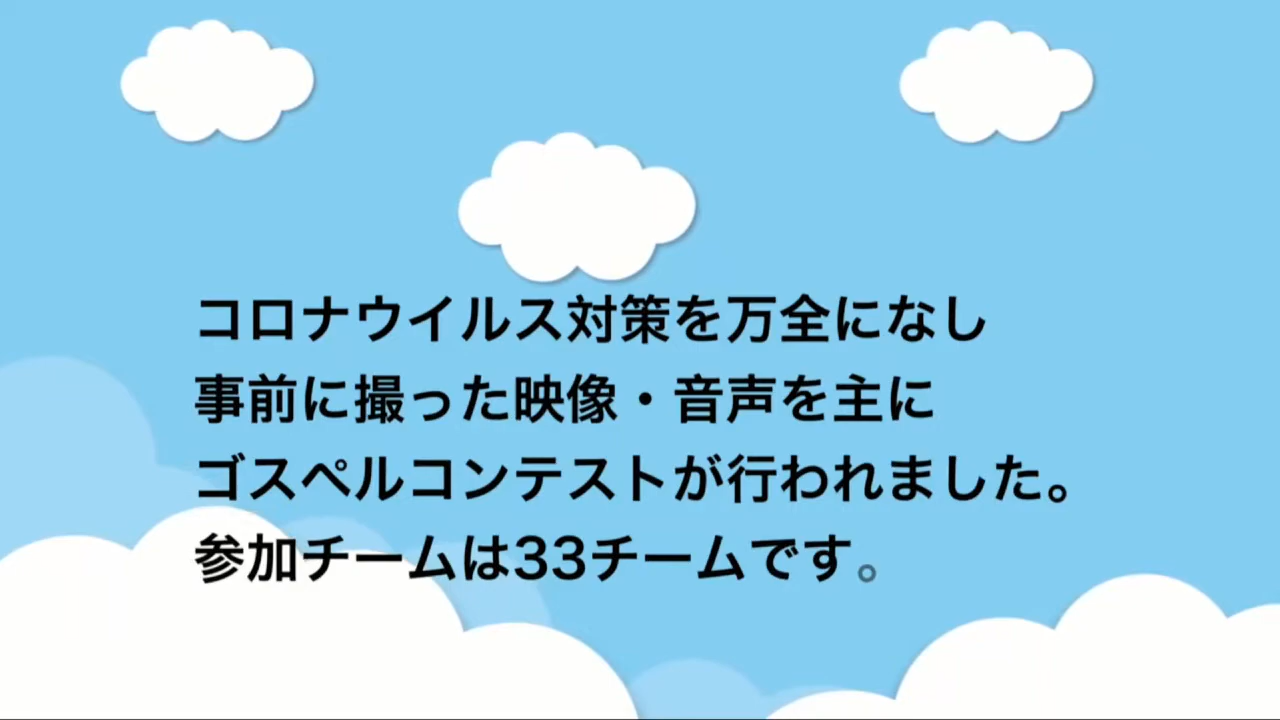 コロナウイルス対策を万全になし
事前に撮った映像・音声を主に
ゴスペルコンテストが行われました。
参加チームは33チームです。